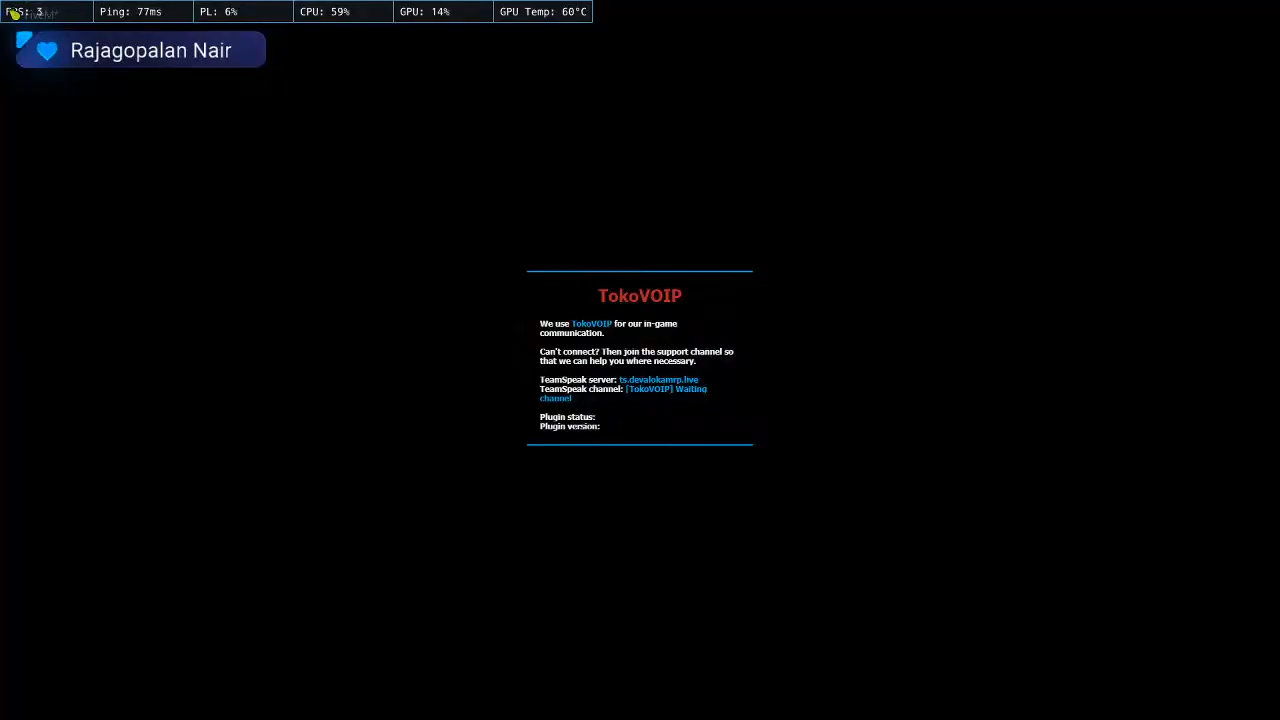 FPS: 3 Ping: 77ms PL: 6% CPU: 59% GPU: 14% GPU Temp: 60°C
Rajagopalan Nair
TokoVOIP
We use TokoVOIP for our in-game
communication.
Can't connect? Then join the support channel so
that we can help you where necessary.
TeamSpeak server: ts.devalokamrp.live
TeamSpeak channel: [TokoVOIP] Waiting
channel
Plugin status:
Plugin version: